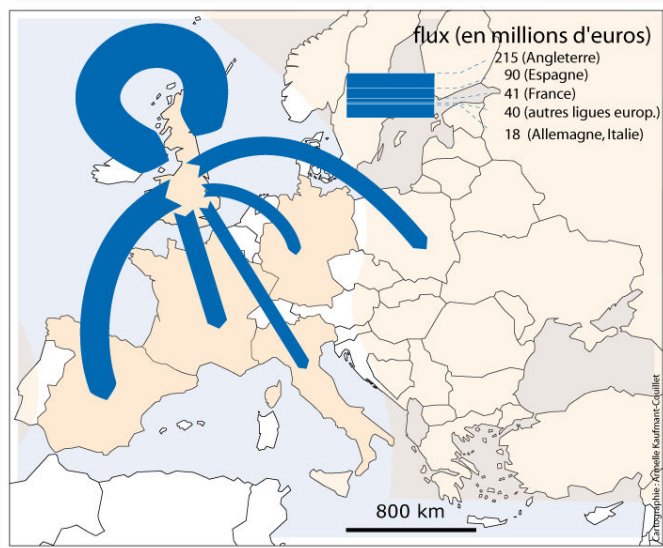 flux (en millions d'euros)
215 (Angleterre)
90 (Espagne)
41 (France)
40 (autres ligues europ.)
18 (Allemagne, Italie)
800 km
Cartographie : Armelle Kaufmant-Couillet